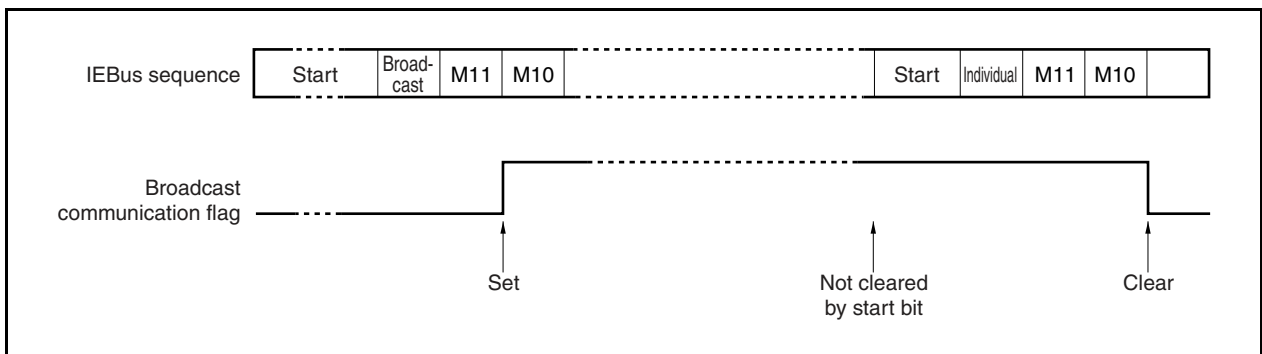 IEBus sequence
Start
Broad-
cast
M11
M10
Start
Individual
M11
M10
Broadcast
communication flag
Set
Not cleared
by start bit
Clear